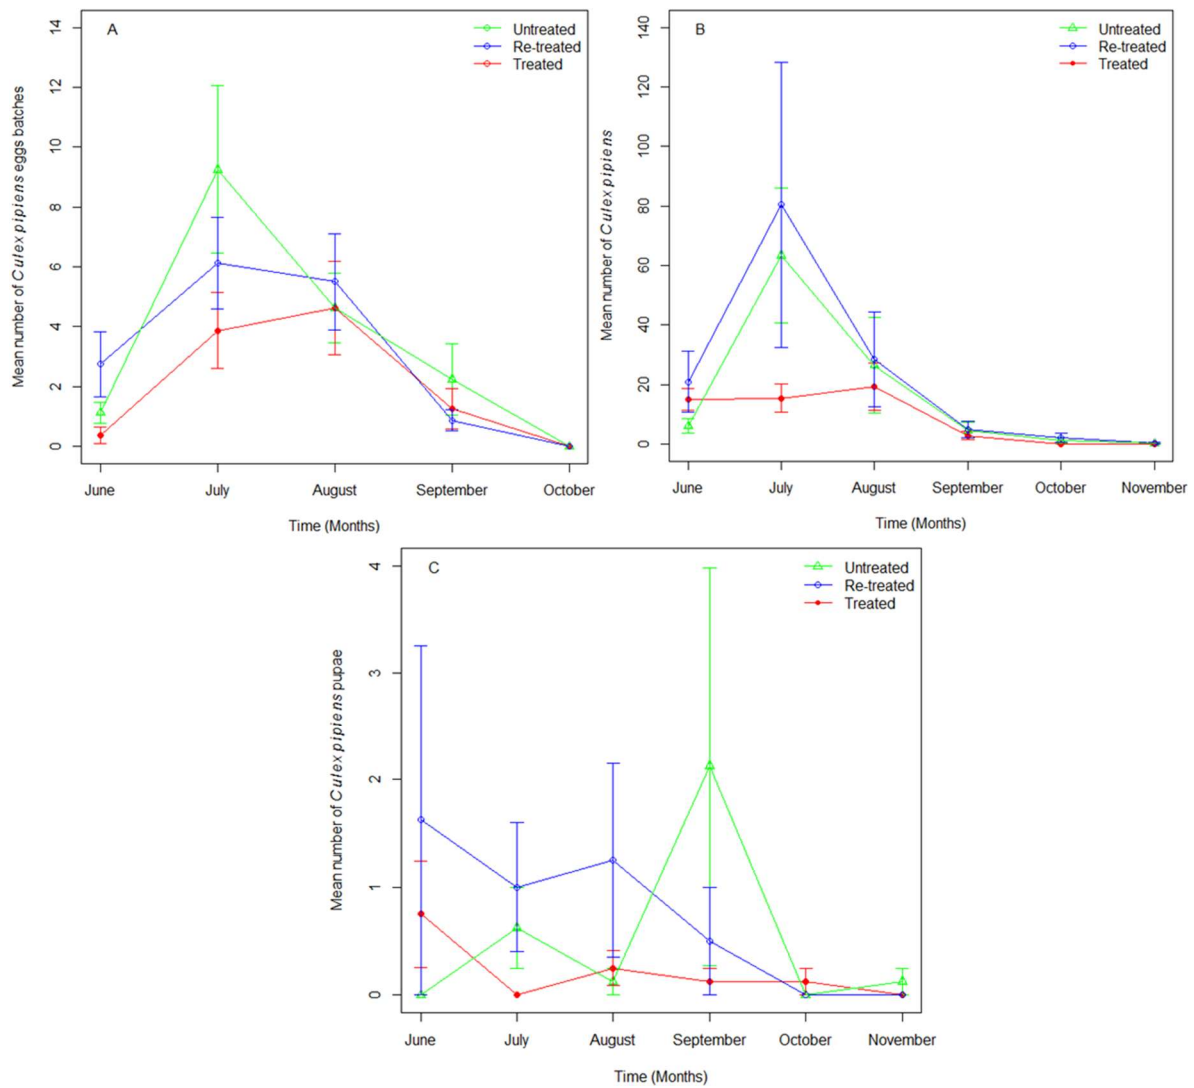 A
Untreated
Re-treated
Treated
Mean number of Culex pipiens eggs batches
14
12
10
8
6
4
2
0
June July August September October
Time (Months)
B
Untreated
Re-treated
Treated
Mean number of Culex pipiens
140
120
100
80
60
40
20
0
June July August September October November
Time (Months)
C
Untreated
Re-treated
Treated
Mean number of Culex pipiens pupae
4
3
2
1
0
June July August September October November
Time (Months)